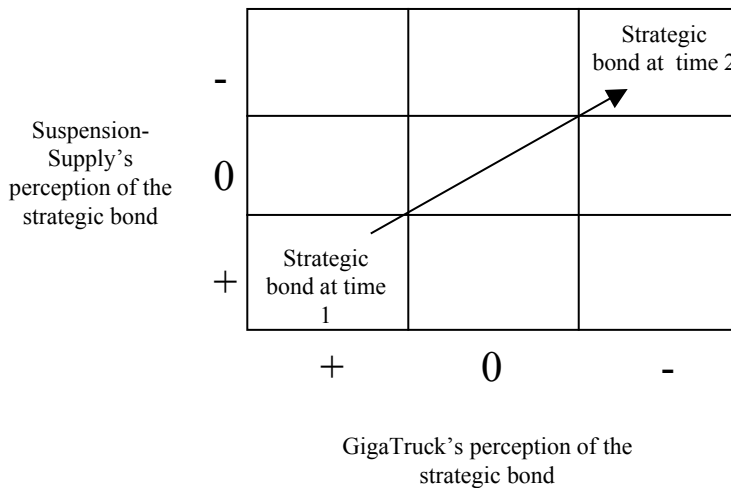 Strategic
bond at  time 2
-
Suspension-
Supply's
perception of the
strategic bond
0
Strategic
bond at time
1
+
+
0
-
GigaTruck's perception of the
strategic bond